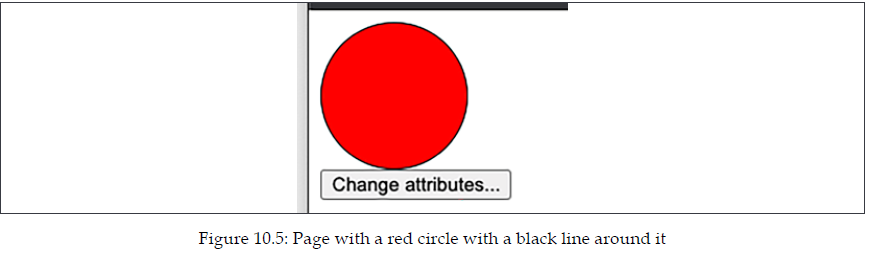 Change attributes...
Figure 10.5: Page with a red circle with a black line around it